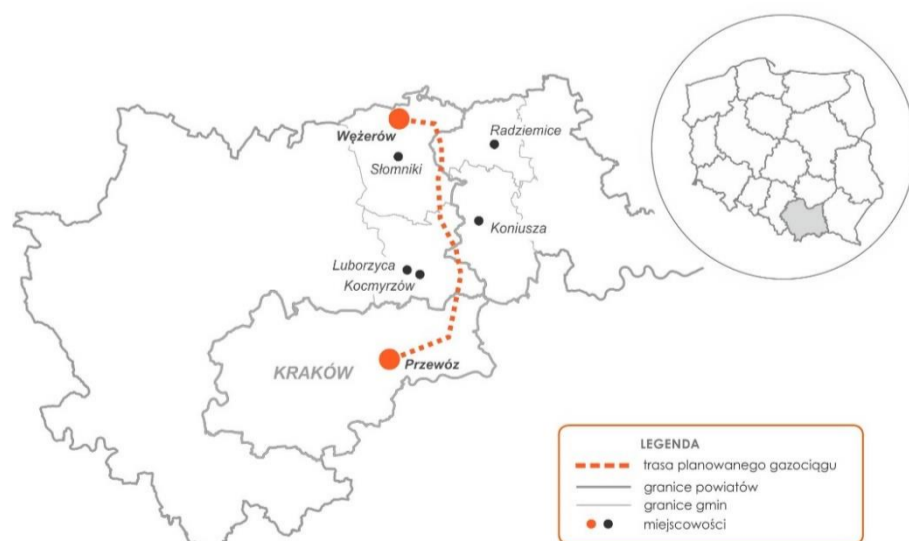 Wężerów
Radziemice
Słomniki
Koniusza
Luborzyca
Kocmyrzów
KRAKÓW
Przewóz
LEGENDA
trasa planowanego gazociągu
granice powiatów
granice gmin
miejscowości